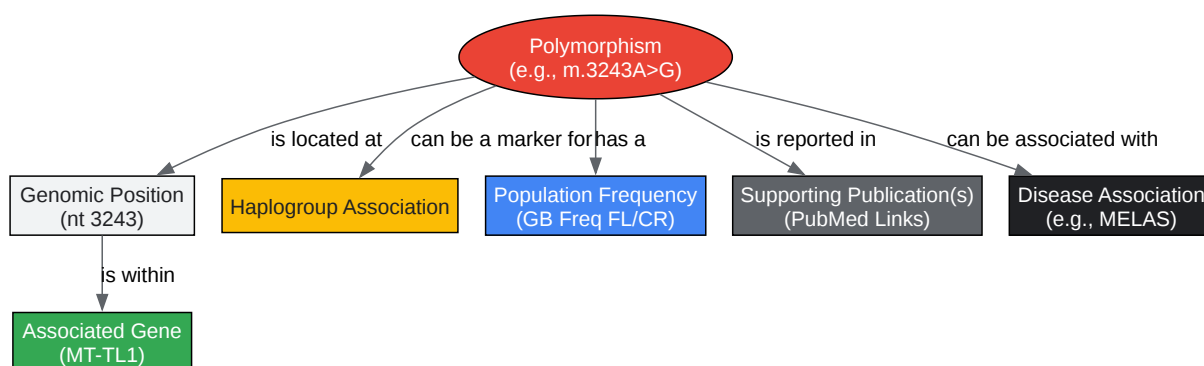 Polymorphism
(e.g., m.3243A>G)
is located at
can be a marker for
has a
is reported in
can be associated with
Genomic Position
(nt 3243)
Haplogroup Association
Population Frequency
(GB Freq FL/CR)
Supporting Publication(s)
(PubMed Links)
Disease Association
(e.g., MELAS)
is within
Associated Gene
(MT-TL1)